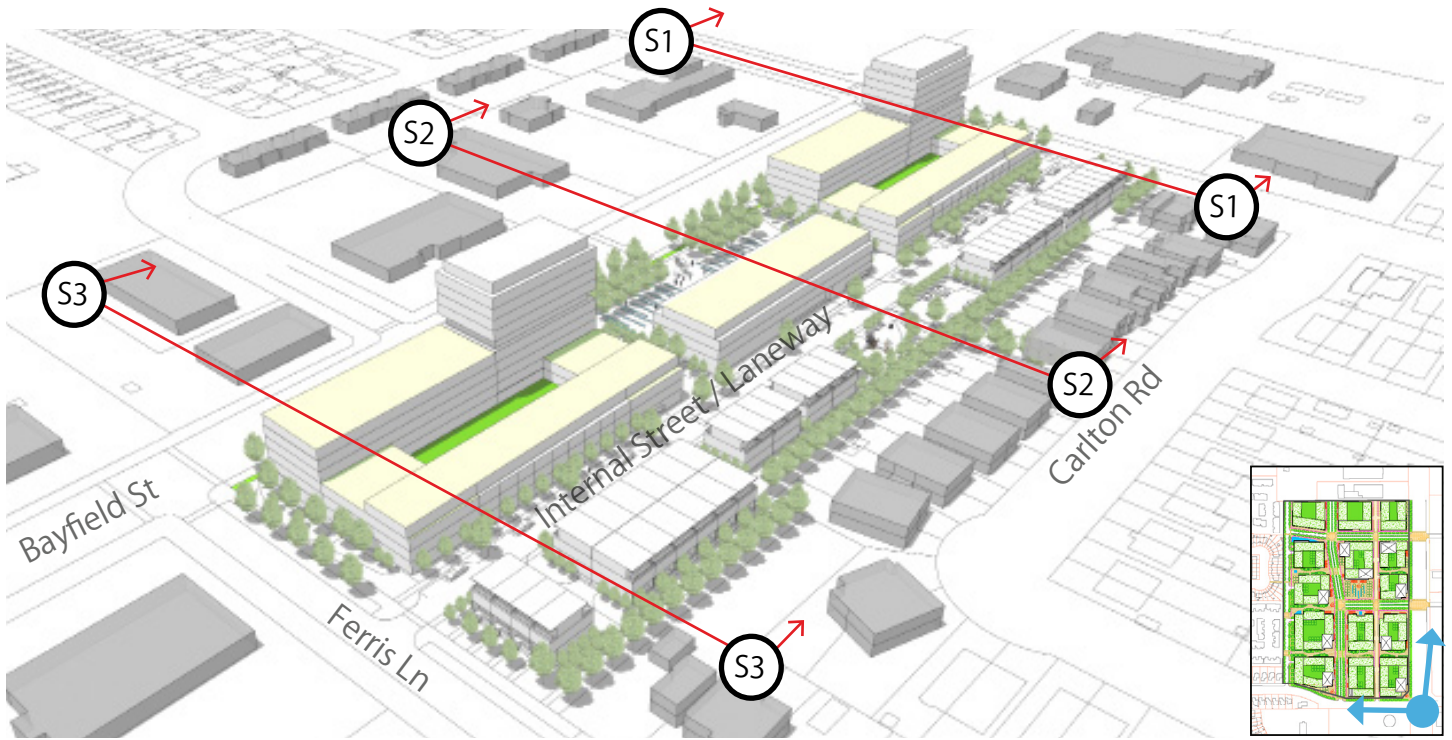 S1
S2
S1
S3
S2
Internal Street / Laneway
Carlton Rd
Bayfield St
Ferris Ln
S3